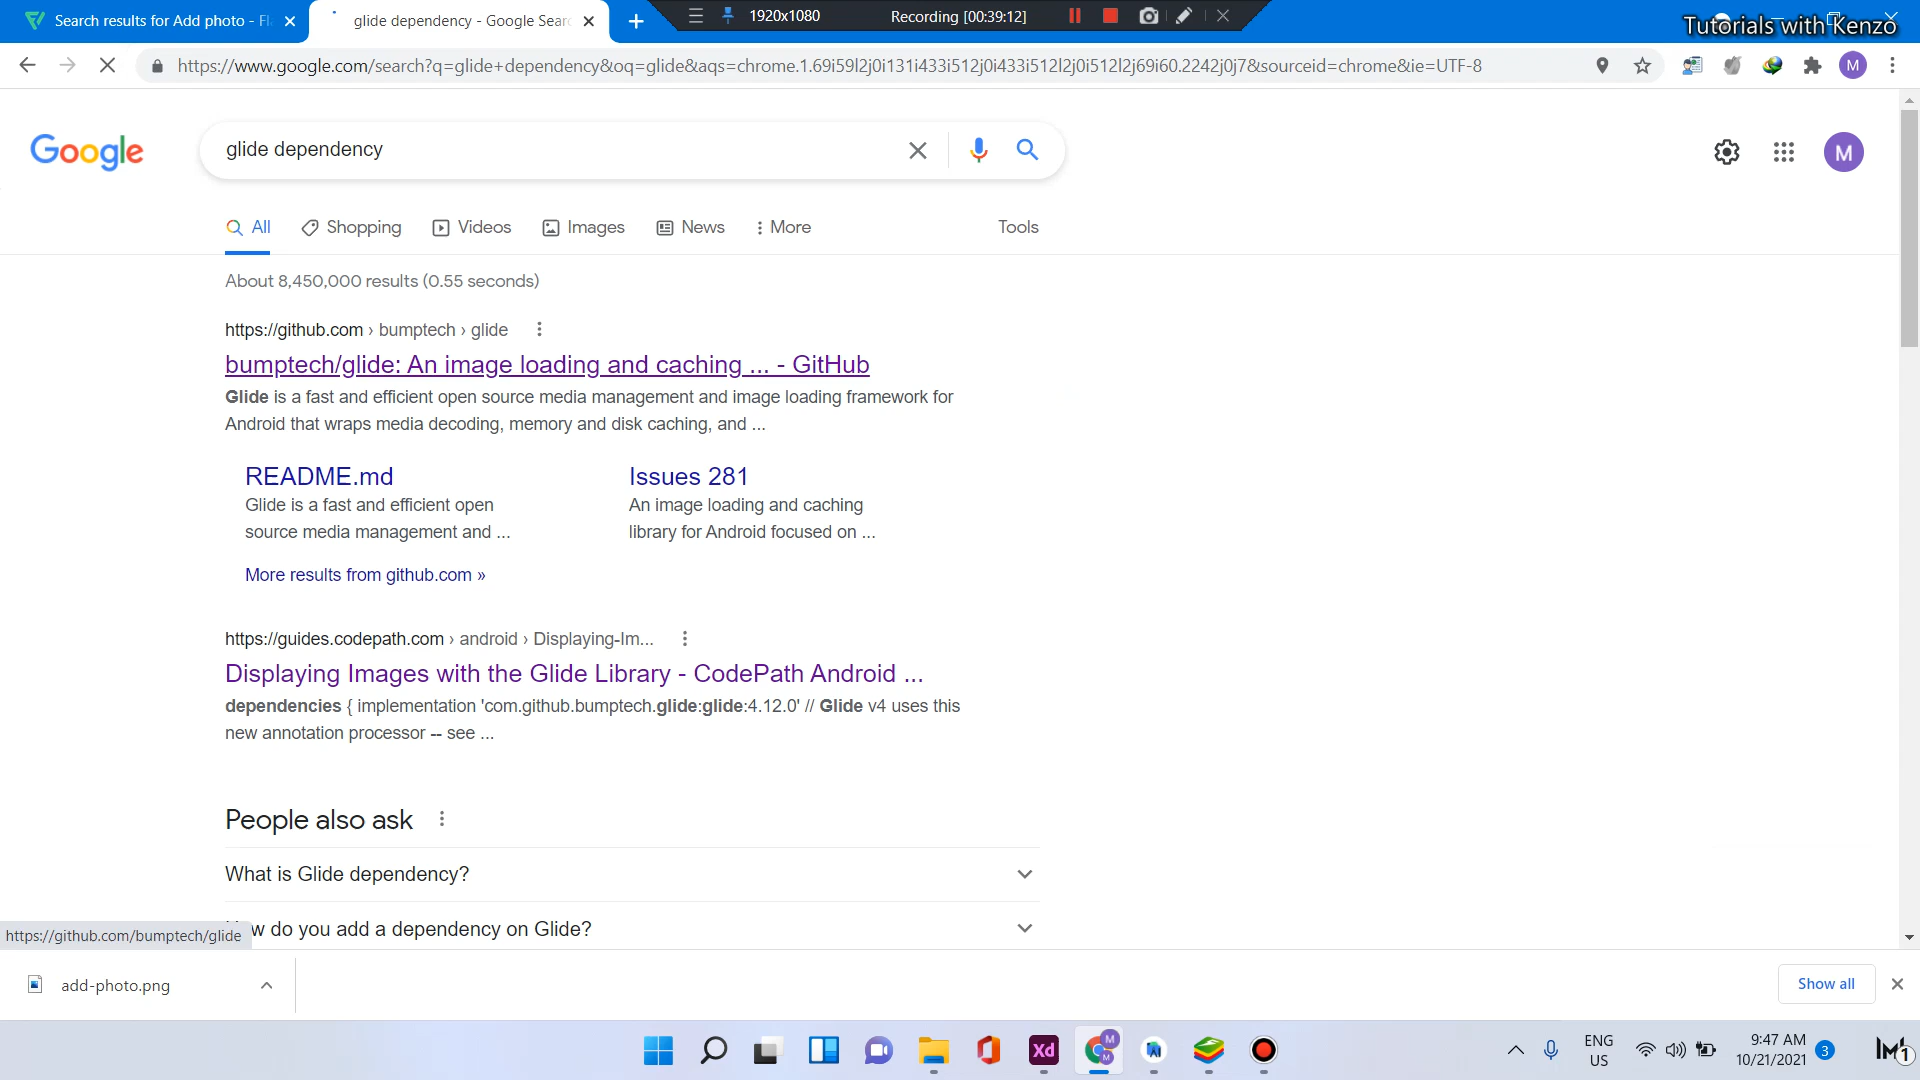 Search results for Add photo - Fl
glide dependency - Google Sear
1920x1080
Recording [00:39:12]
Tutorials with Kenzo
https://www.google.com/search?q=glide+dependency&oq=glide&aqs=chrome.1.69i59l2j0i131i433i512j0i433i512l2j0i512l2j69i60.2242j0j7&sourceid=chrome&ie=UTF-8
M
Google
glide dependency
M
All
Shopping
Videos
Images
News
More
Tools
About 8,450,000 results (0.55 seconds)
https://github.com › bumptech › glide
bumptech/glide: An image loading and caching ... - GitHub
Glide is a fast and efficient open source media management and image loading framework for
Android that wraps media decoding, memory and disk caching, and ...
README.md
Glide is a fast and efficient open
source media management and ...
Issues 281
An image loading and caching
library for Android focused on ...
More results from github.com »
https://guides.codepath.com › android › Displaying-Im...
Displaying Images with the Glide Library - CodePath Android ...
dependencies { implementation 'com.github.bumptech.glide:glide:4.12.0' // Glide v4 uses this
new annotation processor -- see ...
People also ask
What is Glide dependency?
w do you add a dependency on Glide?
https://github.com/bumptech/glide
add-photo.png
Show all
Xd
M
M
ENG
US
9:47 AM
10/21/2021
3
1